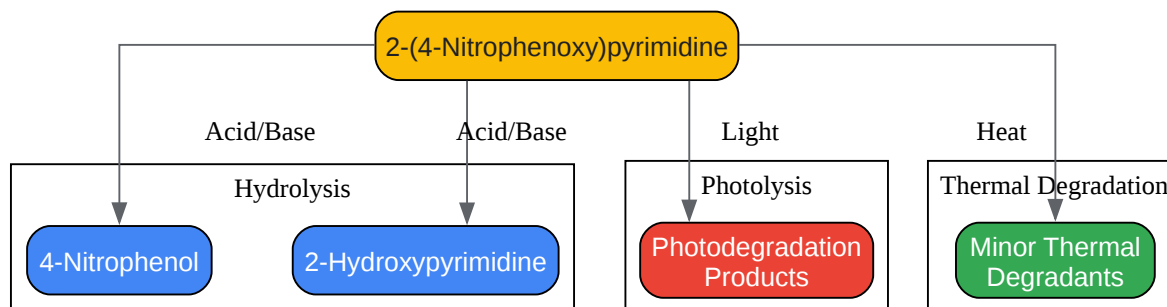 2-(4-Nitrophenoxy)pyrimidine
Acid/Base
Acid/Base
Light
Heat
Hydrolysis
Photolysis
Thermal Degradation
4-Nitrophenol
2-Hydroxypyrimidine
Photodegradation
Products
Minor Thermal
Degradants